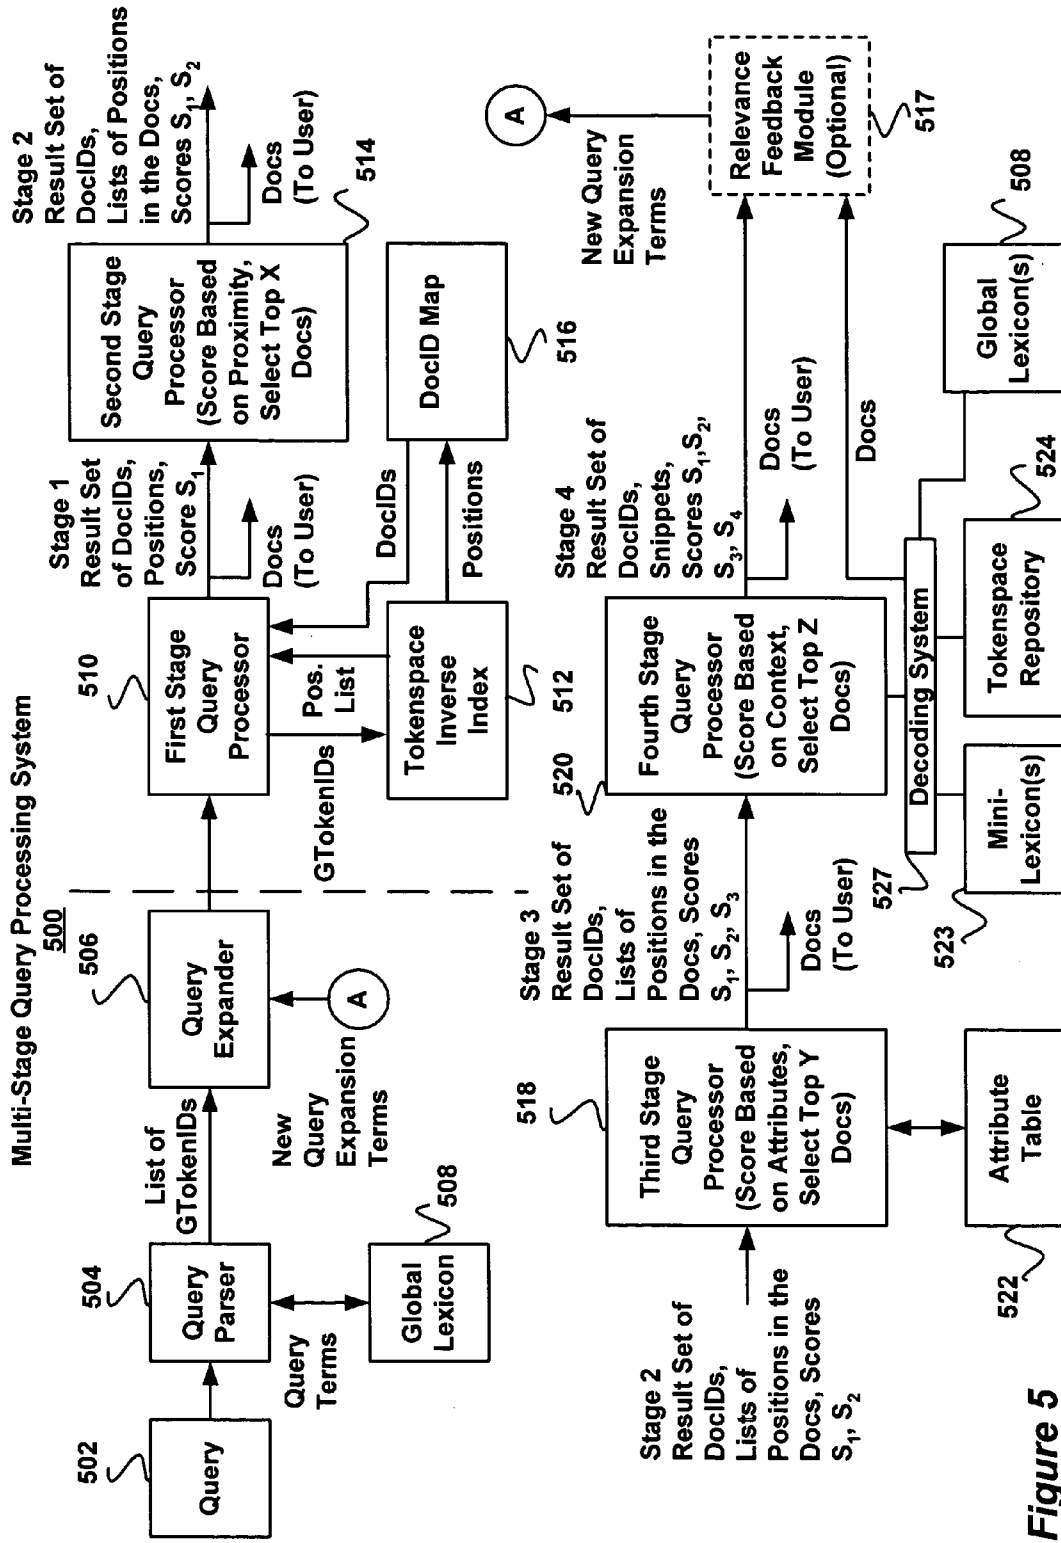 Multi-Stage Query Processing System
500
502
Query
504
Query
Parser
Query
Terms
Global
Lexicon
508
List of
GTokenIDs
506
Query
Expander
New
Query
Expansion
Terms
A
510
First Stage
Query
Processor
GTokenIDs
Pos.
List
Tokenspace
Inverse
Index
512
DocIDs
Positions
DocID Map
516
Stage 1
Result Set
of DocIDs,
Positions,
Score S1
Docs
(To User)
Second Stage
Query
Processor
(Score Based
on Proximity,
Select Top X
Docs)
514
Stage 2
Result Set of
DocIDs,
Lists of Positions
in the Docs,
Scores S1, S2
Docs
(To User)
Stage 2
Result Set of
DocIDs,
Lists of
Positions in the
Docs, Scores
S1, S2
518
Third Stage
Query
Processor
(Score Based
on Attributes,
Select Top Y
Docs)
Attribute
Table
522
Stage 3
Result Set of
DocIDs,
Lists of
Positions in the
Docs, Scores
S1, S2, S3
Docs
(To User)
520
Fourth Stage
Query
Processor
(Score Based
on Context,
Select Top Z
Docs)
527
Decoding System
523
Mini-
Lexicon(s)
Tokenspace
Repository
524
Global
Lexicon(s)
508
Stage 4
Result Set of
DocIDs,
Snippets,
Scores S1,S2,
S3, S4
Docs
(To User)
Docs
Relevance
Feedback
Module
(Optional)
517
New Query
Expansion
Terms
A
Figure 5